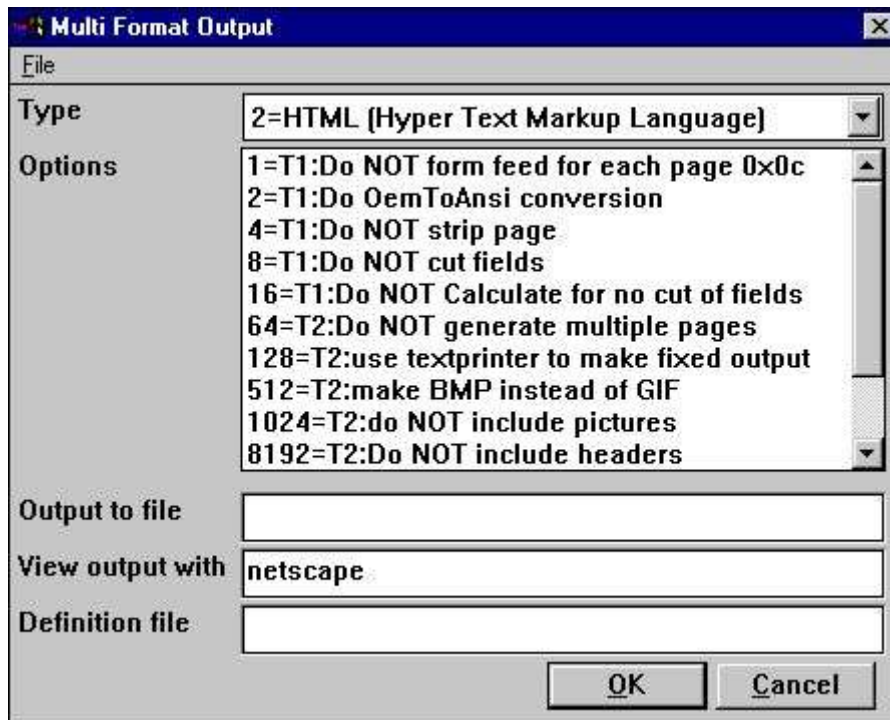 Multi Format Output
File
Type
2=HTML (Hyper Text Markup Language)
Options
1=T1:Do NOT form feed for each page 0x0c
2=T1:Do OemToAnsi conversion
4=T1:Do NOT strip page
8=T1:Do NOT cut fields
16=T1:Do NOT Calculate for no cut of fields
64=T2:Do NOT generate multiple pages
128=T2:use textprinter to make fixed output
512=T2:make BMP instead of GIF
1024=T2:do NOT include pictures
8192=T2:Do NOT include headers
Output to file
View output with
netscape
Definition file
OK
Cancel